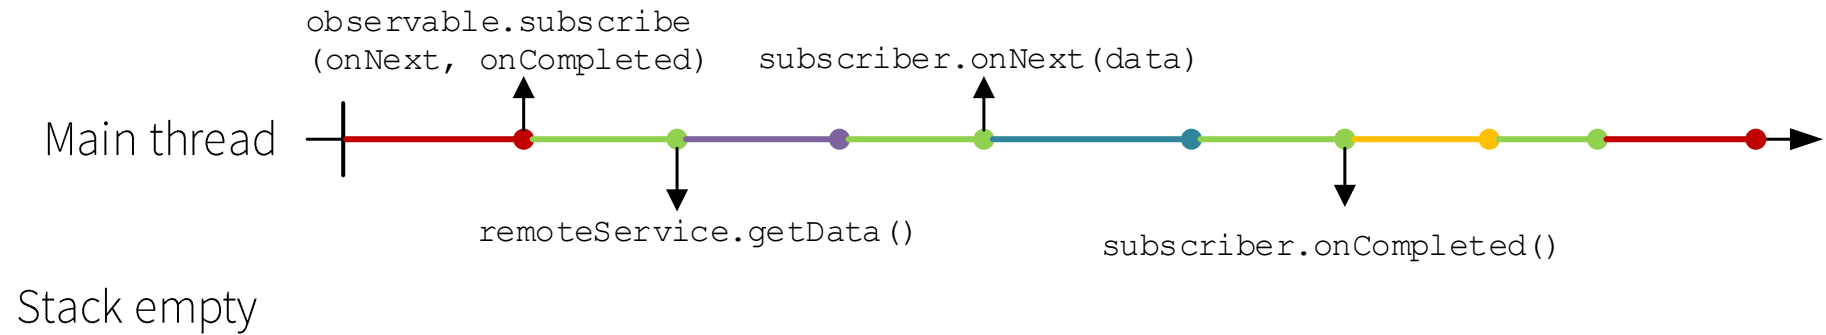 observable.subscribe
(onNext, onCompleted)
subscriber.onNext(data)
Main thread
remoteService.getData()
subscriber.onCompleted()
Stack empty